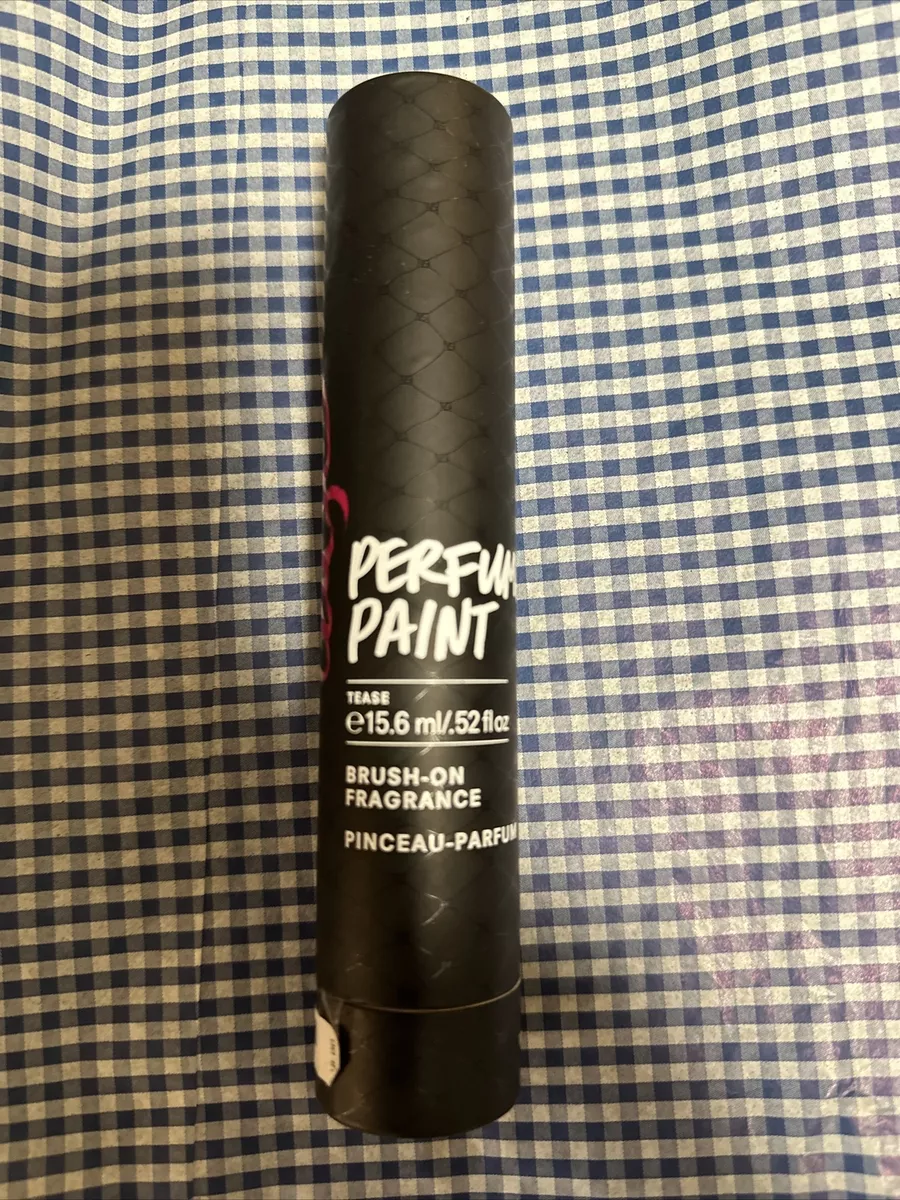 PERFUM
PAINT
TEASE
℮15.6 ml/.52 fl oz
BRUSH-ON
FRAGRANCE
PINCEAU-PARFUM